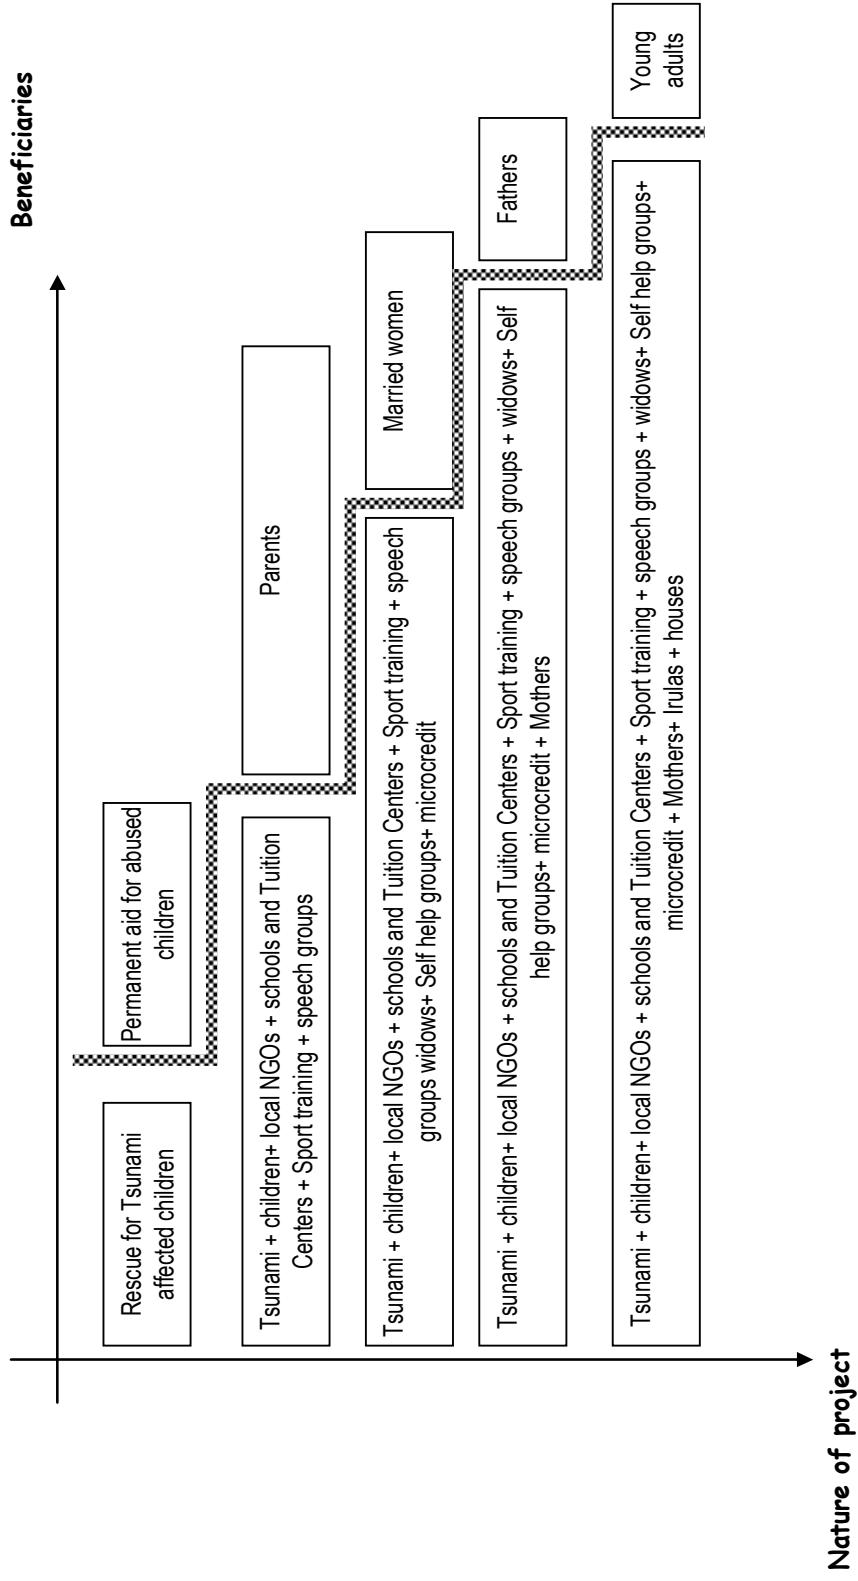 Beneficiaries
Rescue for Tsunami
affected children
Permanent aid for abused
children
Tsunami + children+ local NGOs + schools and Tuition
Centers + Sport training + speech groups
Parents
Tsunami + children+ local NGOs + schools and Tuition Centers + Sport training + speech
groups widows+ Self help groups+ microcredit
Married women
Tsunami + children+ local NGOs + schools and Tuition Centers + Sport training + speech groups + widows+ Self
help groups+ microcredit + Mothers
Fathers
Tsunami + children+ local NGOs + schools and Tuition Centers + Sport training + speech groups + widows+ Self help groups+
microcredit + Mothers+ Irulas + houses
Young
adults
Nature of project